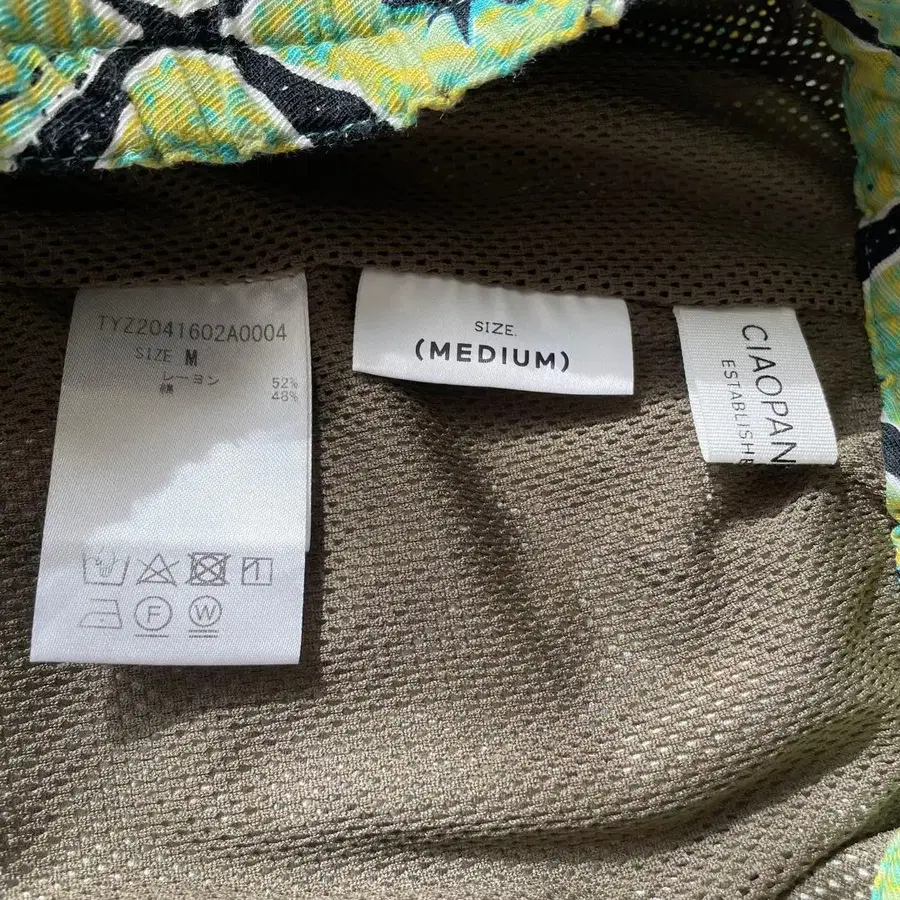 TYZ2041602A0004
SIZE M
レーヨン 52%
綿 48%
F W
SIZE.
(MEDIUM)
CIAOPAN
ESTABLISHE